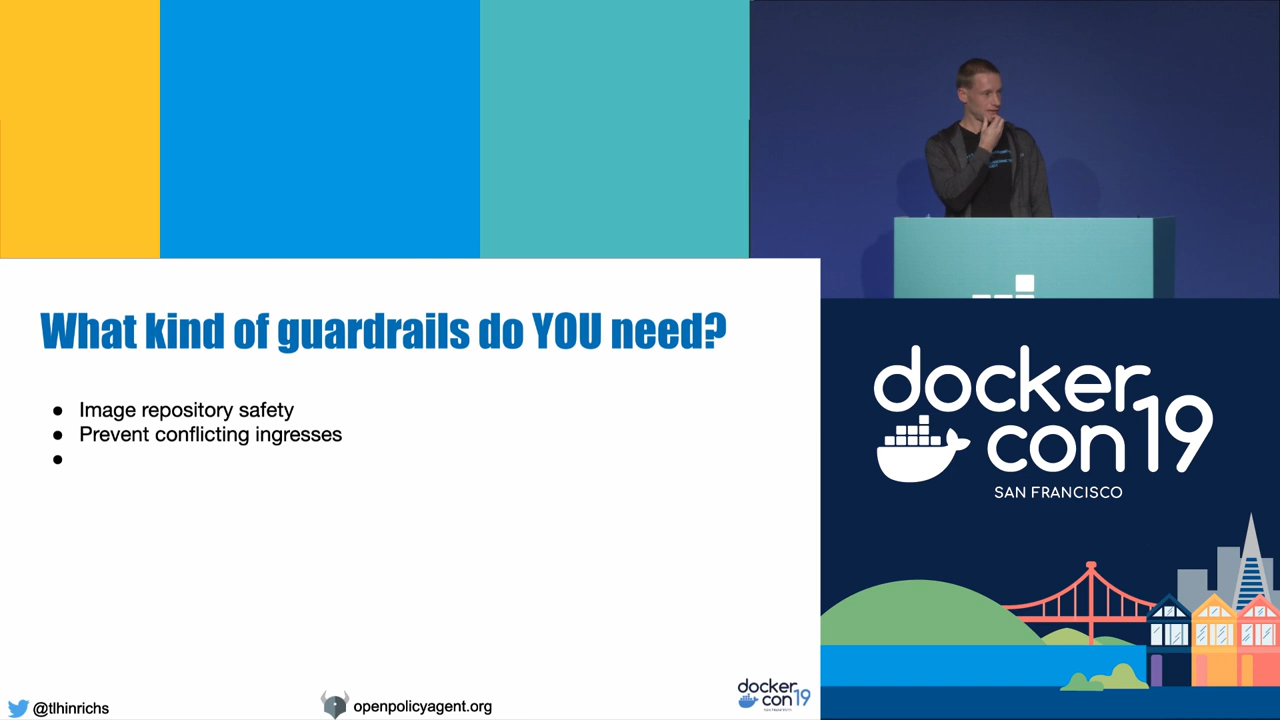 What kind of guardrails do YOU need?
● Image repository safety
● Prevent conflicting ingresses
●
@tlhinrichs
openpolicyagent.org
docker
con 19
docker
con 19
SAN FRANCISCO